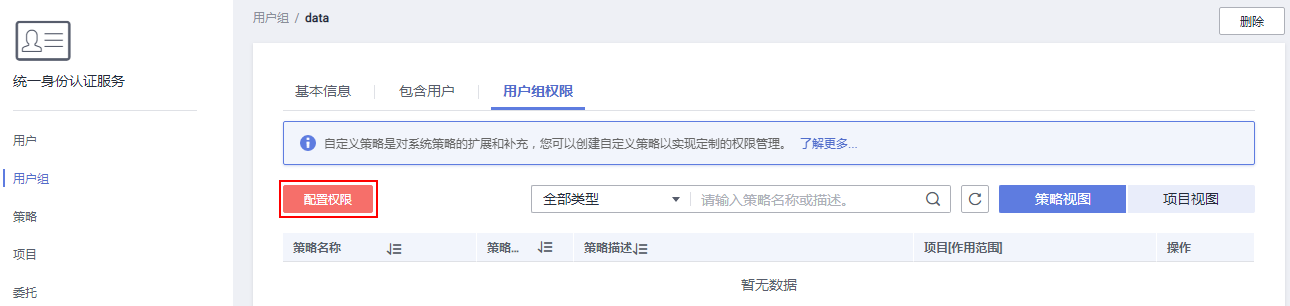 用户组 / data
删除
统一身份认证服务
用户
用户组
策略
项目
委托
基本信息
包含用户
用户组权限
自定义策略是对系统策略的扩展和补充，您可以创建自定义策略以实现定制的权限管理。 了解更多...
配置权限
全部类型
请输入策略名称或描述。
策略视图
项目视图
策略名称
策略...
策略描述
项目[作用范围]
操作
暂无数据